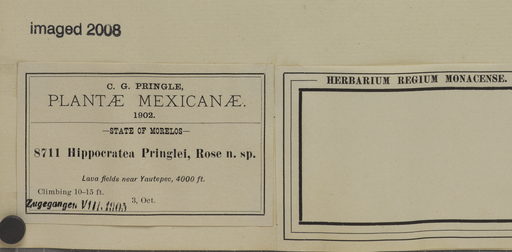 imaged 2008
C. G. PRINGLE,
PLANTÆ MEXICANÆ.
1902.
—STATE OF MORELOS—
8711 Hippocratea Pringlei, Rose n. sp.
Lava fields near Yautepec, 4000 ft.
Climbing 10-15 ft.
3, Oct.
Zugegangen VIII. 1903
HERBARIUM REGIUM MONACENSE.